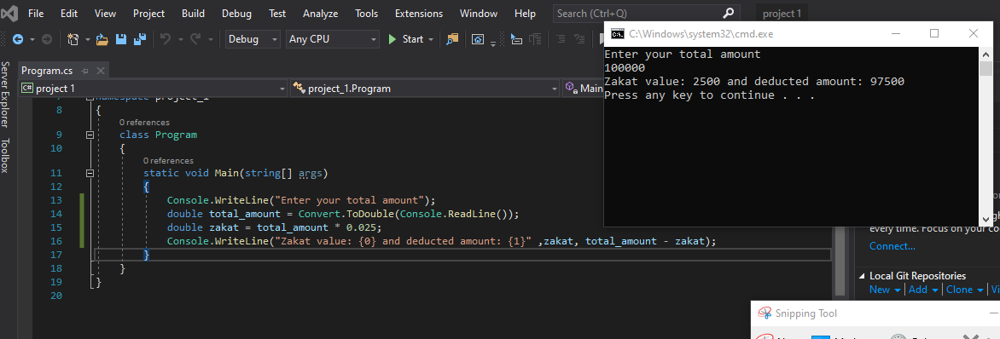 File Edit View Project Build Debug Test Analyze Tools Extensions Window Help Search (Ctrl+Q) project 1
Debug Any CPU Start
Server Explorer
Toolbox
Program.cs
project 1 project_1.Program Main
namespace project_1
8 {
0 references
9 class Program
10 {
0 references
11 static void Main(string[] args)
12 {
13 Console.WriteLine("Enter your total amount");
14 double total_amount = Convert.ToDouble(Console.ReadLine());
15 double zakat = total_amount * 0.025;
16 Console.WriteLine("Zakat value: {0} and deducted amount: {1}" ,zakat, total_amount - zakat);
17 }
18 }
19 }
20
C:\Windows\system32\cmd.exe
Enter your total amount
100000
Zakat value: 2500 and deducted amount: 97500
Press any key to continue . . .
every time. Focus on your
Connect...
Local Git Repositories
New Add Clone
Snipping Tool